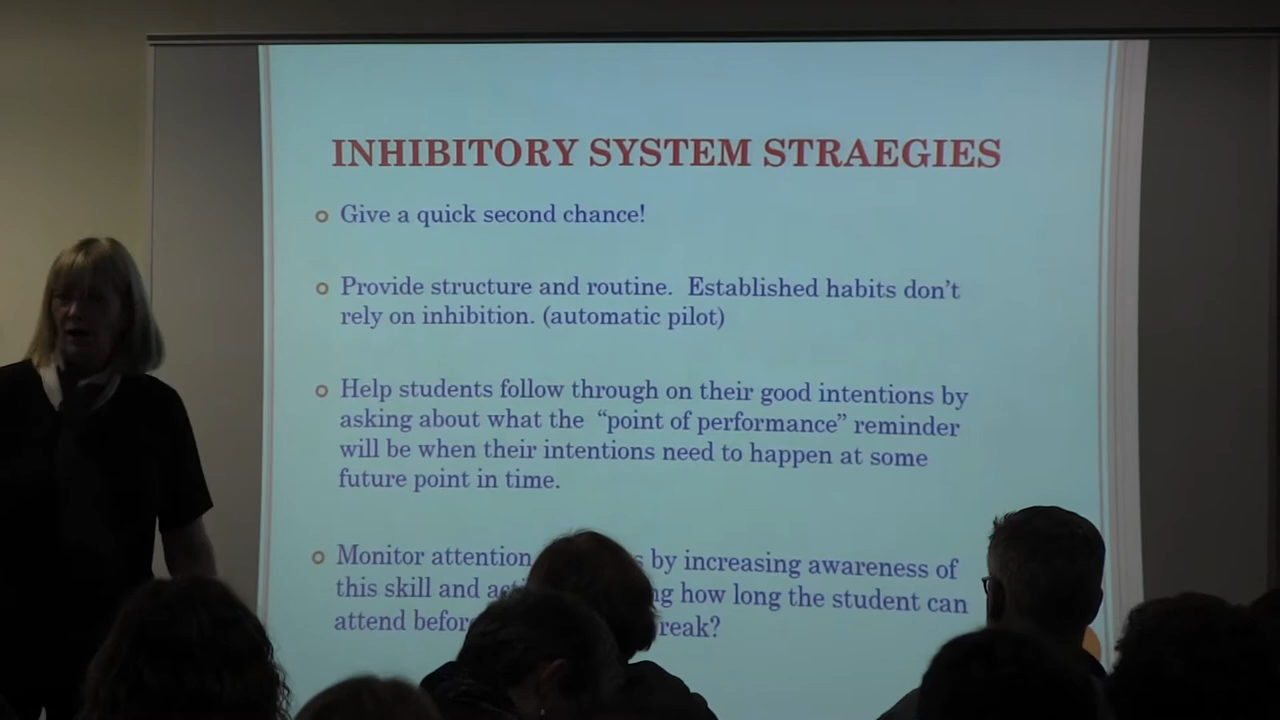 INHIBITORY SYSTEM STRAEGIES
Give a quick second chance!
Provide structure and routine. Established habits don't
rely on inhibition. (automatic pilot)
Help students follow through on their good intentions by
asking about what the “point of performance” reminder
will be when their intentions need to happen at some
future point in time.
Monitor attention by increasing awareness of
this skill and how long the student can
attend